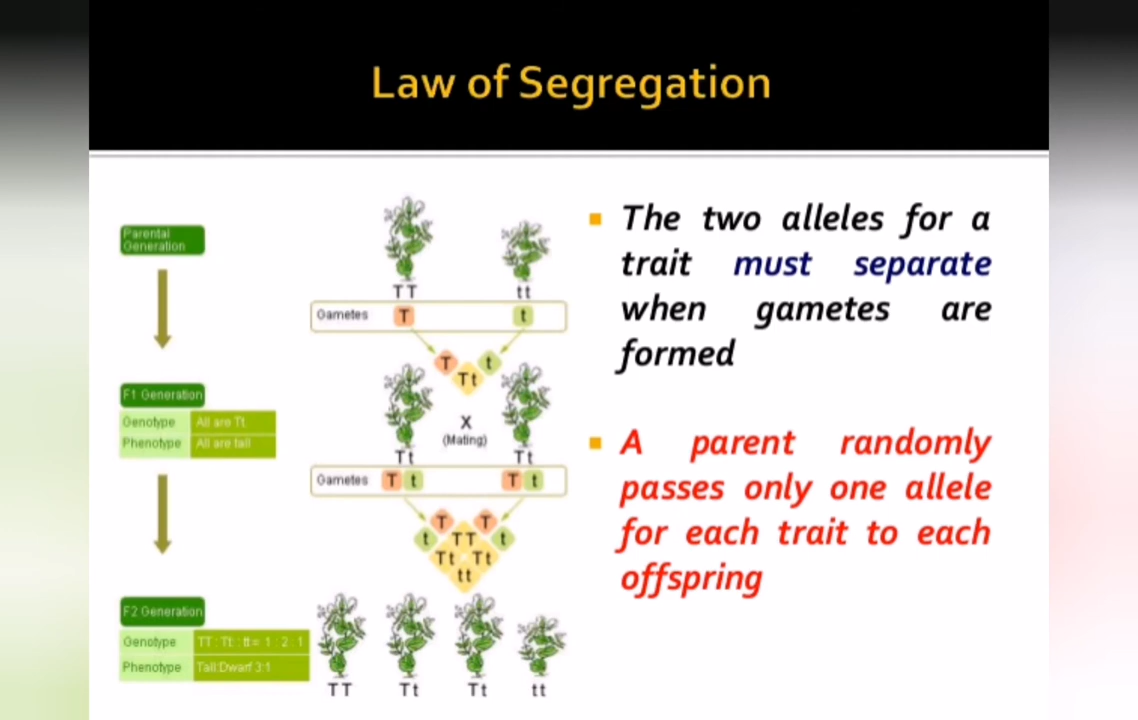 Law of Segregation
Parental
Generation
TT
tt
Gametes T t
T t
Tt
F1 Generation
Genotype All are Tt
Phenotype All are tall
X
(Mating)
Tt
Tt
Gametes T t T t
T T
t TT t
Tt Tt
tt
F2 Generation
Genotype TT : Tt : tt = 1 : 2 : 1
Phenotype Tall:Dwarf 3:1
TT Tt Tt tt
The two alleles for a
trait must separate
when gametes are
formed
A parent randomly
passes only one allele
for each trait to each
offspring